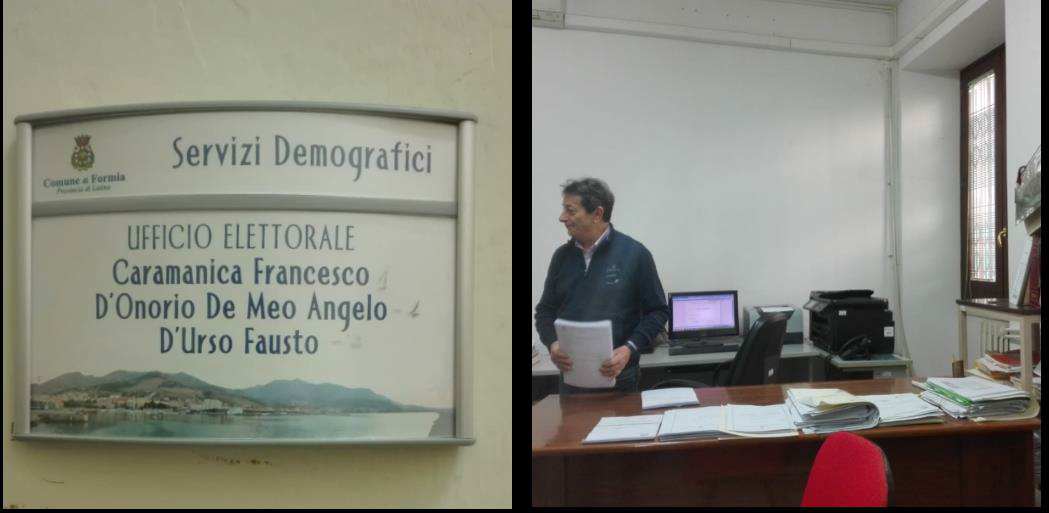 Servizi Demografici
Comune di Formia
Provincia di Latina
UFFICIO ELETTORALE
Caramanica Francesco
D'Onorio De Meo Angelo
D'Urso Fausto